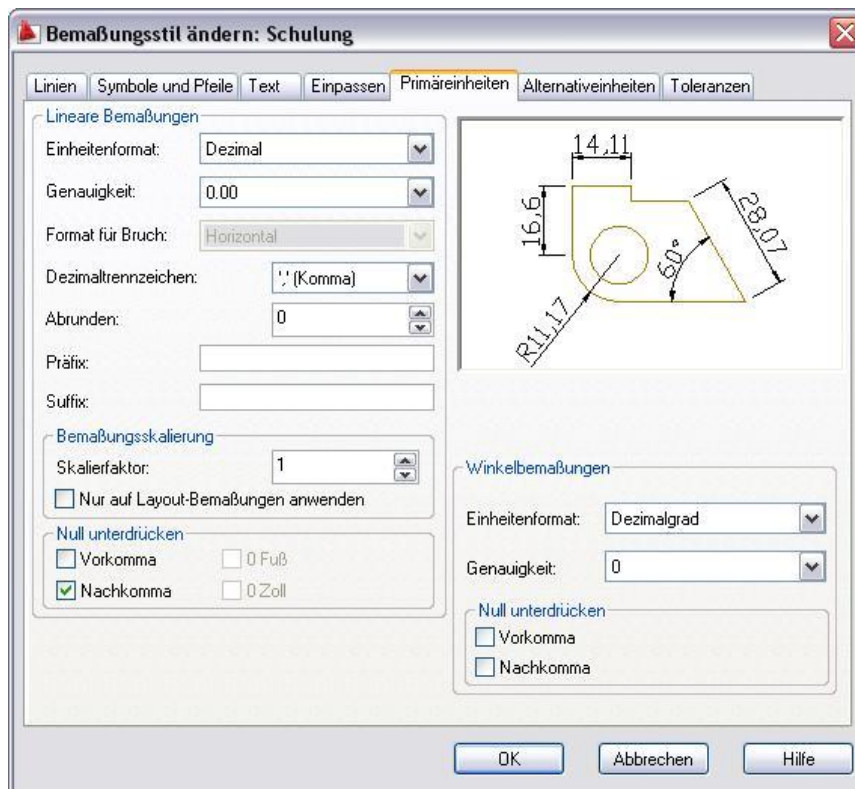 Bemaßungsstil ändern: Schulung
Linien Symbole und Pfeile Text Einpassen Primäreinheiten Alternativeinheiten Toleranzen
Lineare Bemaßungen
Einheitenformat: Dezimal
Genauigkeit: 0.00
Format für Bruch: Horizontal
Dezimaltrennzeichen: ',' (Komma)
Abrunden: 0
Präfix:
Suffix:
Bemaßungsskalierung
Skalierfaktor: 1
Nur auf Layout-Bemaßungen anwenden
Null unterdrücken
Vorkomma 0 Fuß
Nachkomma 0 Zoll
14,11
16,6
28,07
60°
R11,17
Winkelbemaßungen
Einheitenformat: Dezimalgrad
Genauigkeit: 0
Null unterdrücken
Vorkomma
Nachkomma
OK Abbrechen Hilfe